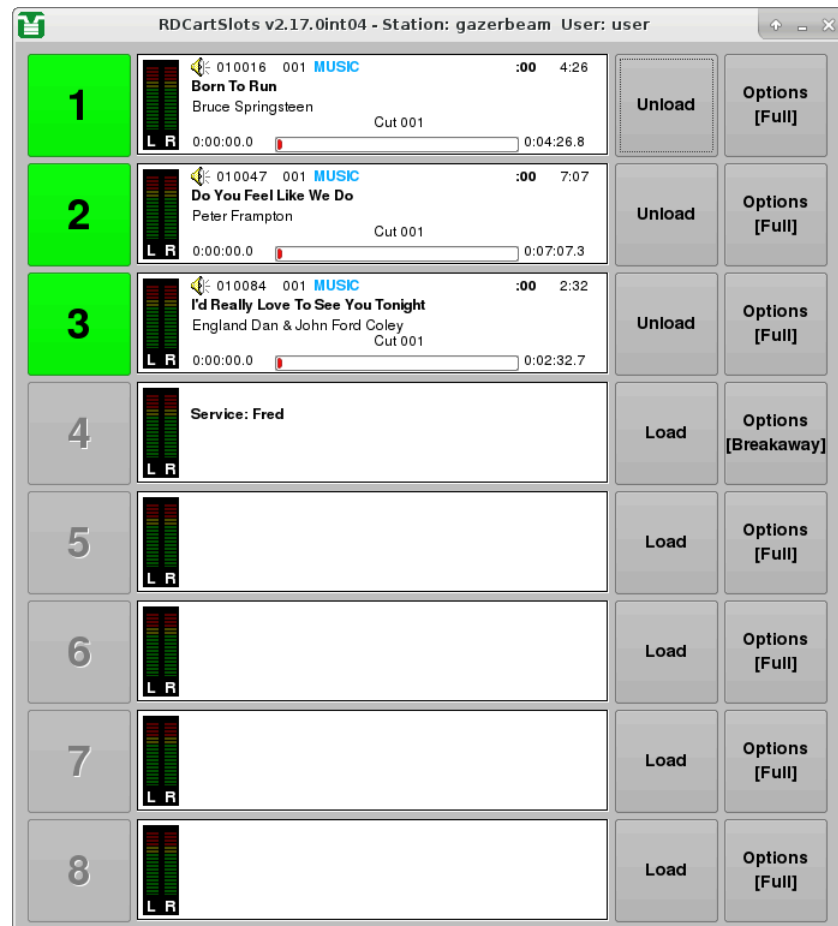 RDCartSlots v2.17.0int04 - Station: gazerbeam User: user
1
L R
010016 001 MUSIC :00 4:26
Born To Run
Bruce Springsteen
Cut 001
0:00:00.0 0:04:26.8
Unload
Options
[Full]
2
L R
010047 001 MUSIC :00 7:07
Do You Feel Like We Do
Peter Frampton
Cut 001
0:00:00.0 0:07:07.3
Unload
Options
[Full]
3
L R
010084 001 MUSIC :00 2:32
I'd Really Love To See You Tonight
England Dan & John Ford Coley
Cut 001
0:00:00.0 0:02:32.7
Unload
Options
[Full]
4
L R
Service: Fred
Load
Options
[Breakaway]
5
L R
Load
Options
[Full]
6
L R
Load
Options
[Full]
7
L R
Load
Options
[Full]
8
L R
Load
Options
[Full]